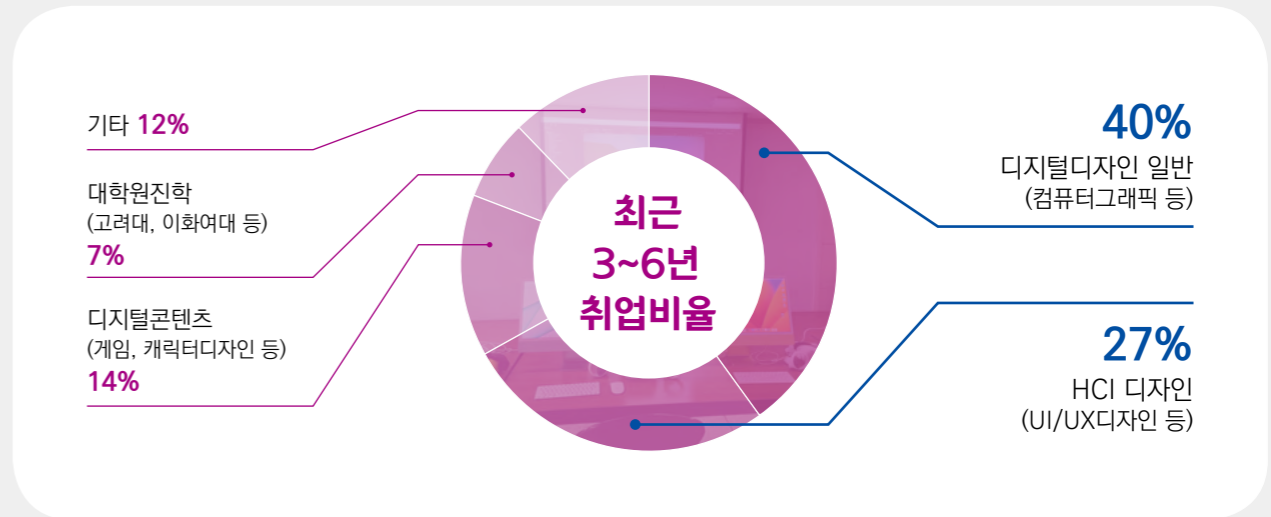 기타 12%
대학원진학
(고려대, 이화여대 등)
7%
디지털콘텐츠
(게임, 캐릭터디자인 등)
14%
최근
3~6년
취업비율
40%
디지털디자인 일반
(컴퓨터그래픽 등)
27%
HCI 디자인
(UI/UX디자인 등)